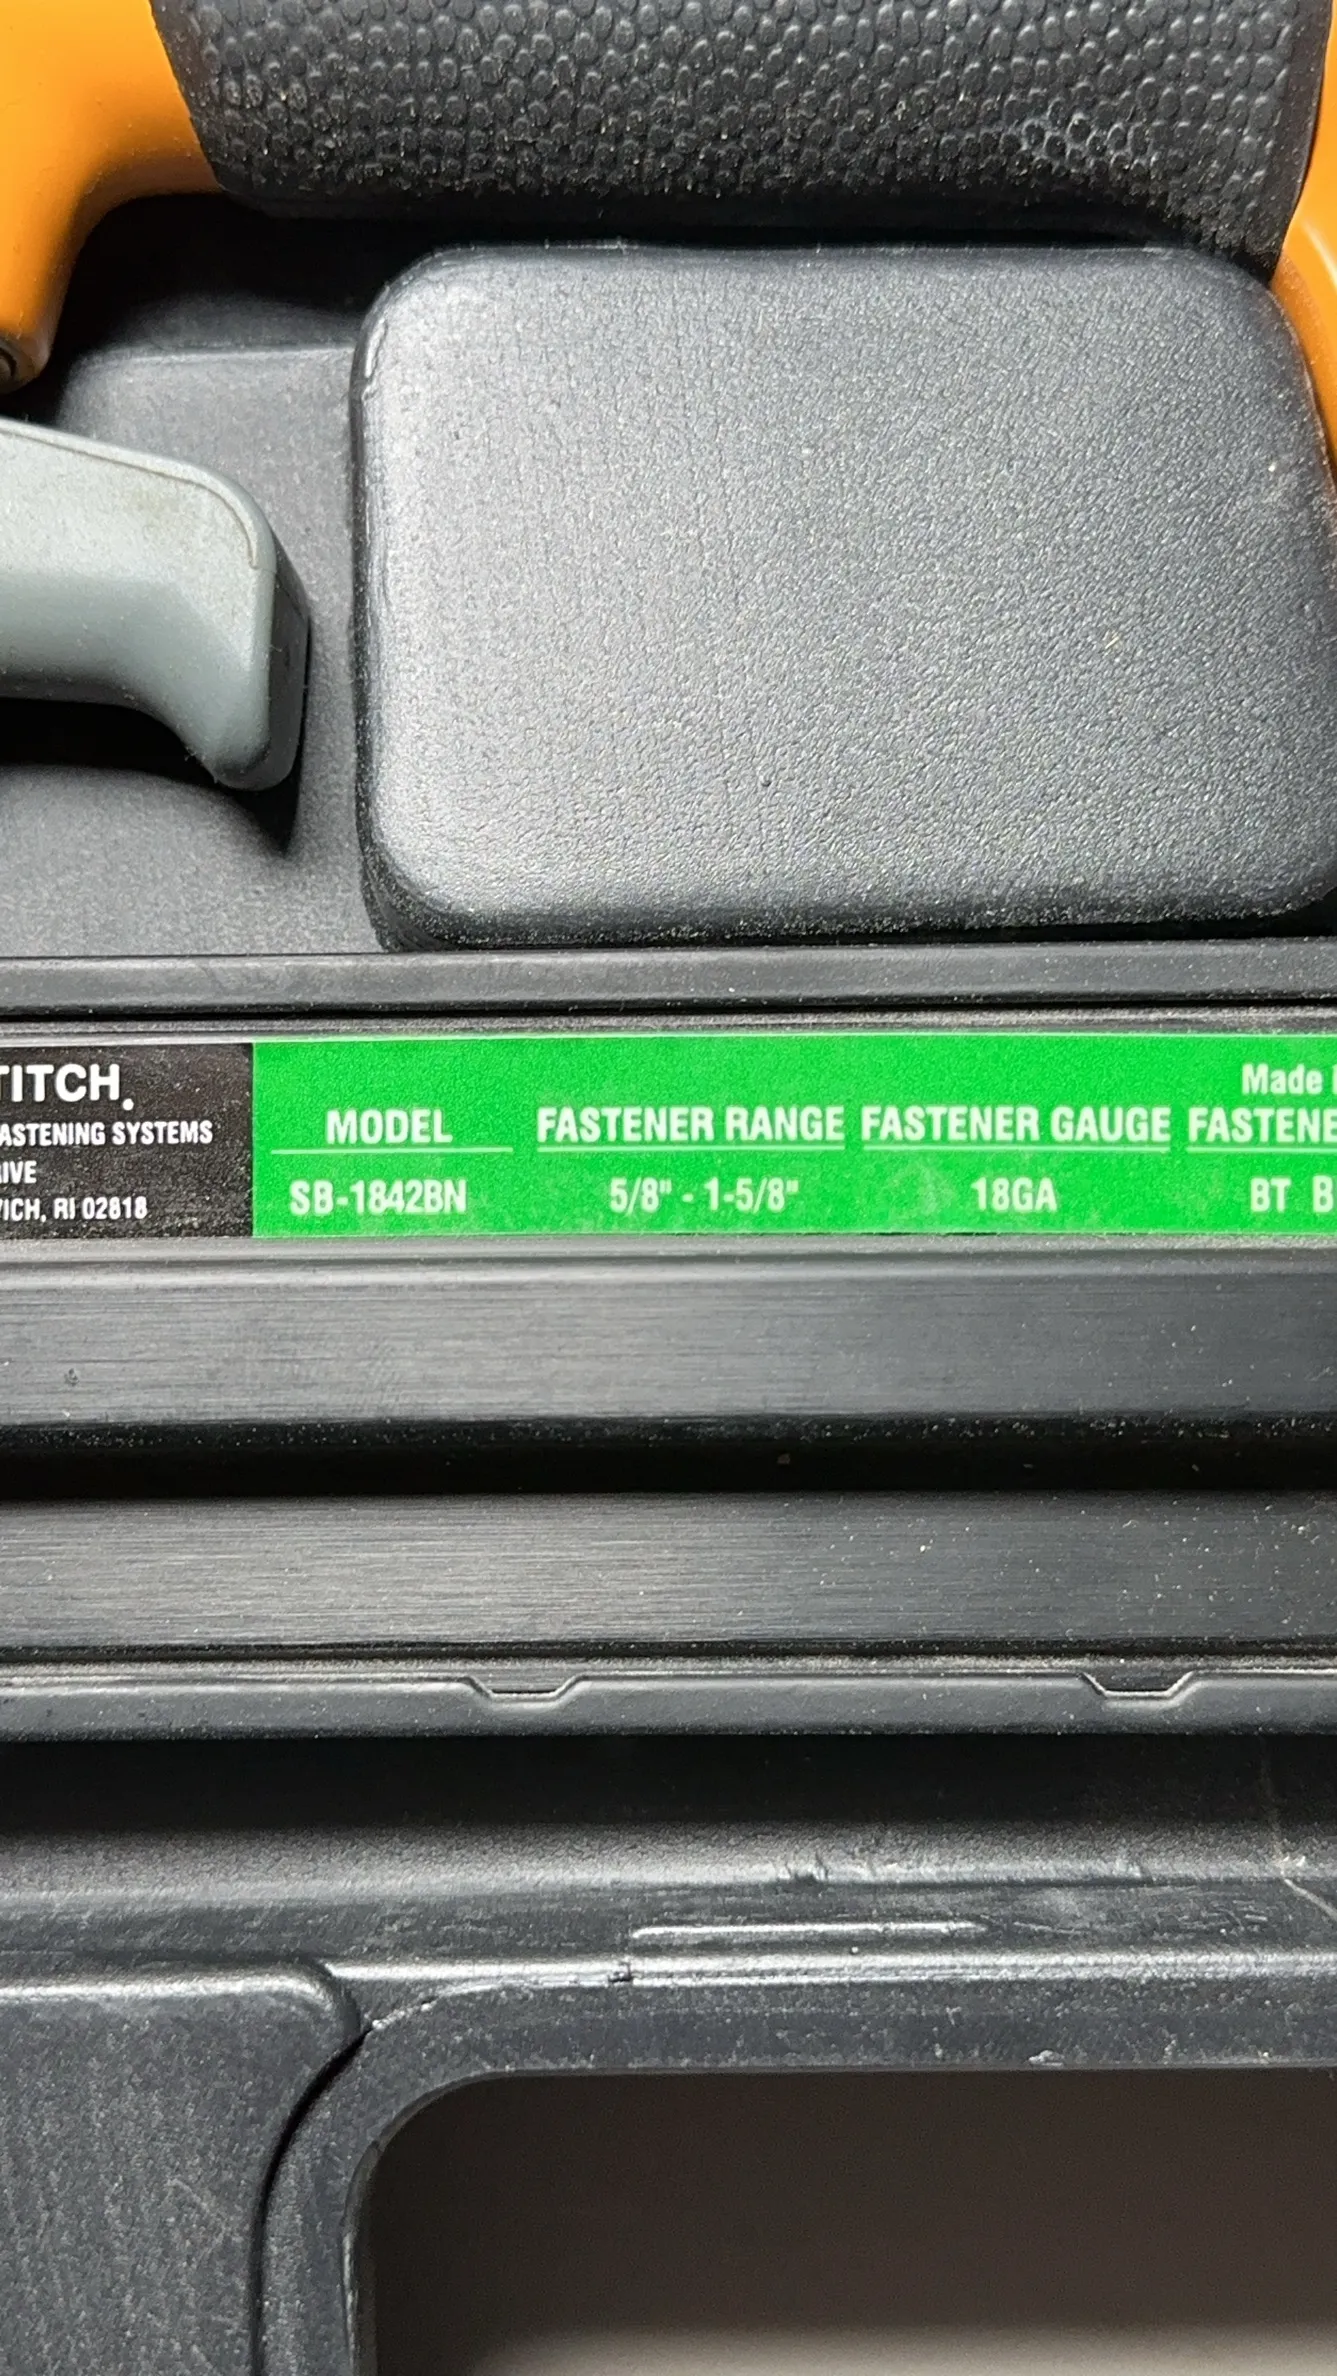 TITCH.
ASTENING SYSTEMS
IVE
ICH, RI 02818
MODEL
SB-1842BN
FASTENER RANGE
5/8" - 1-5/8"
FASTENER GAUGE
18GA
Made
FASTENE
BT B